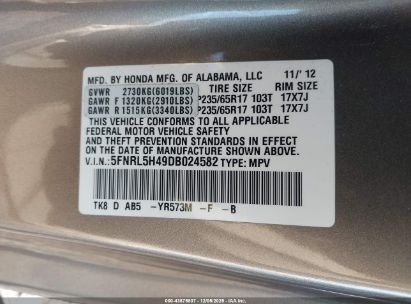 MFD. BY HONDA MFG. OF ALABAMA, LLC 11/'12
GVWR 2730KG(6019LBS) TIRE SIZE RIM SIZE
GAWR F 1320KG(2910LBS) P235/65R17 103T 17X7J
GAWR R 1515KG(3340LBS) P235/65R17 103T 17X7J
THIS VEHICLE CONFORMS TO ALL APPLICABLE
FEDERAL MOTOR VEHICLE SAFETY, BUMPER,
AND THEFT PREVENTION STANDARDS IN EFFECT ON
THE DATE OF MANUFACTURE SHOWN ABOVE.
V.I.N: 5FNRL5H49DB024582 TYPE: MPV
TK8 D AB5 -YR573M -F -B